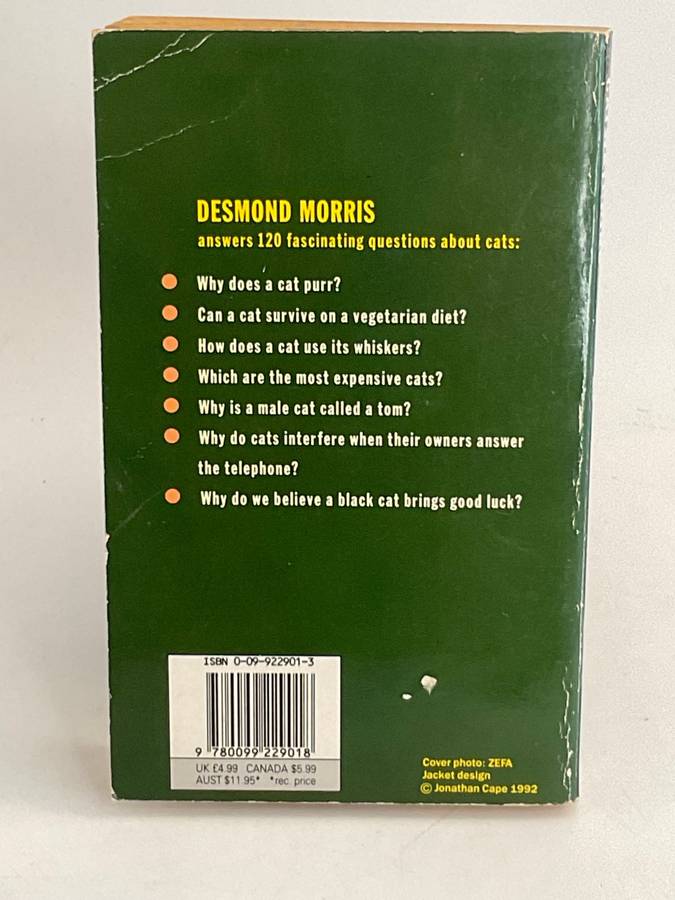 DESMOND MORRIS
answers 120 fascinating questions about cats:
Why does a cat purr?
Can a cat survive on a vegetarian diet?
How does a cat use its whiskers?
Which are the most expensive cats?
Why is a male cat called a tom?
Why do cats interfere when their owners answer
the telephone?
Why do we believe a black cat brings good luck?
ISBN 0-09-922901-3
9 780099 229018
UK £4.99 CANADA $5.99
AUST $11.95* *rec. price
Cover photo: ZEFA
Jacket design
© Jonathan Cape 1992